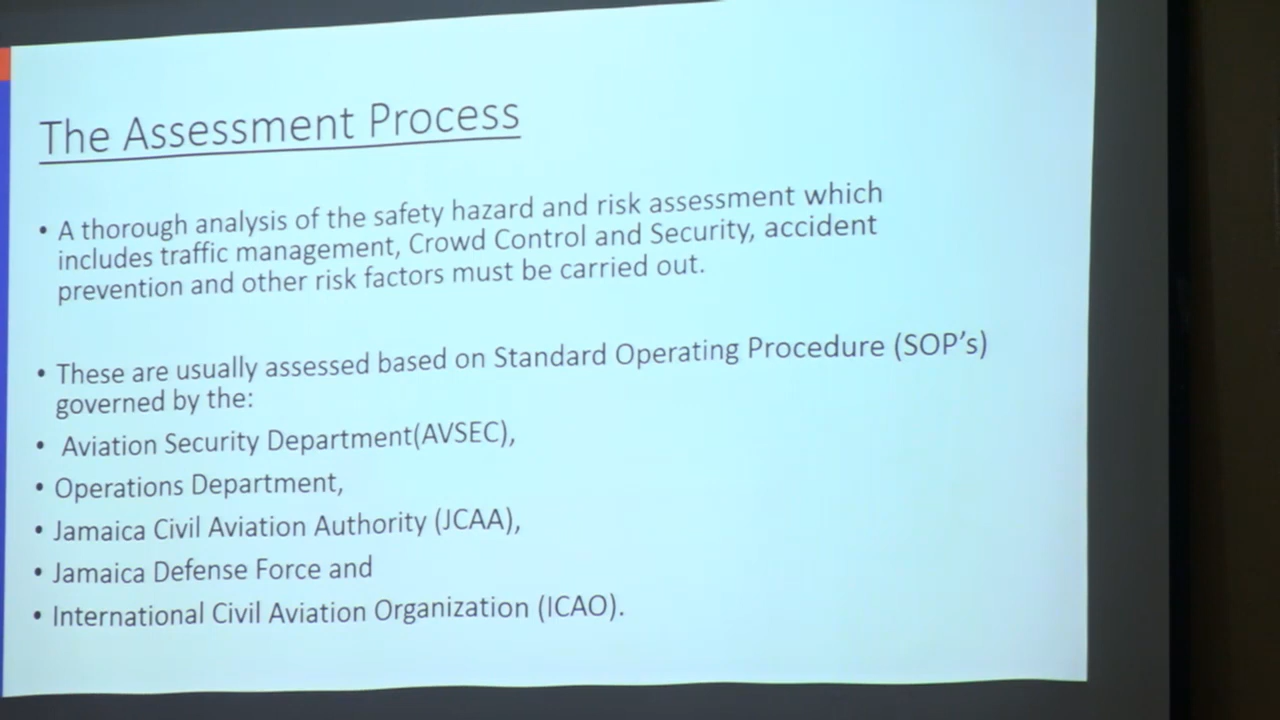 The Assessment Process
• A thorough analysis of the safety hazard and risk assessment which
includes traffic management, Crowd Control and Security, accident
prevention and other risk factors must be carried out.
• These are usually assessed based on Standard Operating Procedure (SOP's)
governed by the:
• Aviation Security Department(AVSEC),
• Operations Department,
• Jamaica Civil Aviation Authority (JCAA),
• Jamaica Defense Force and
• International Civil Aviation Organization (ICAO).